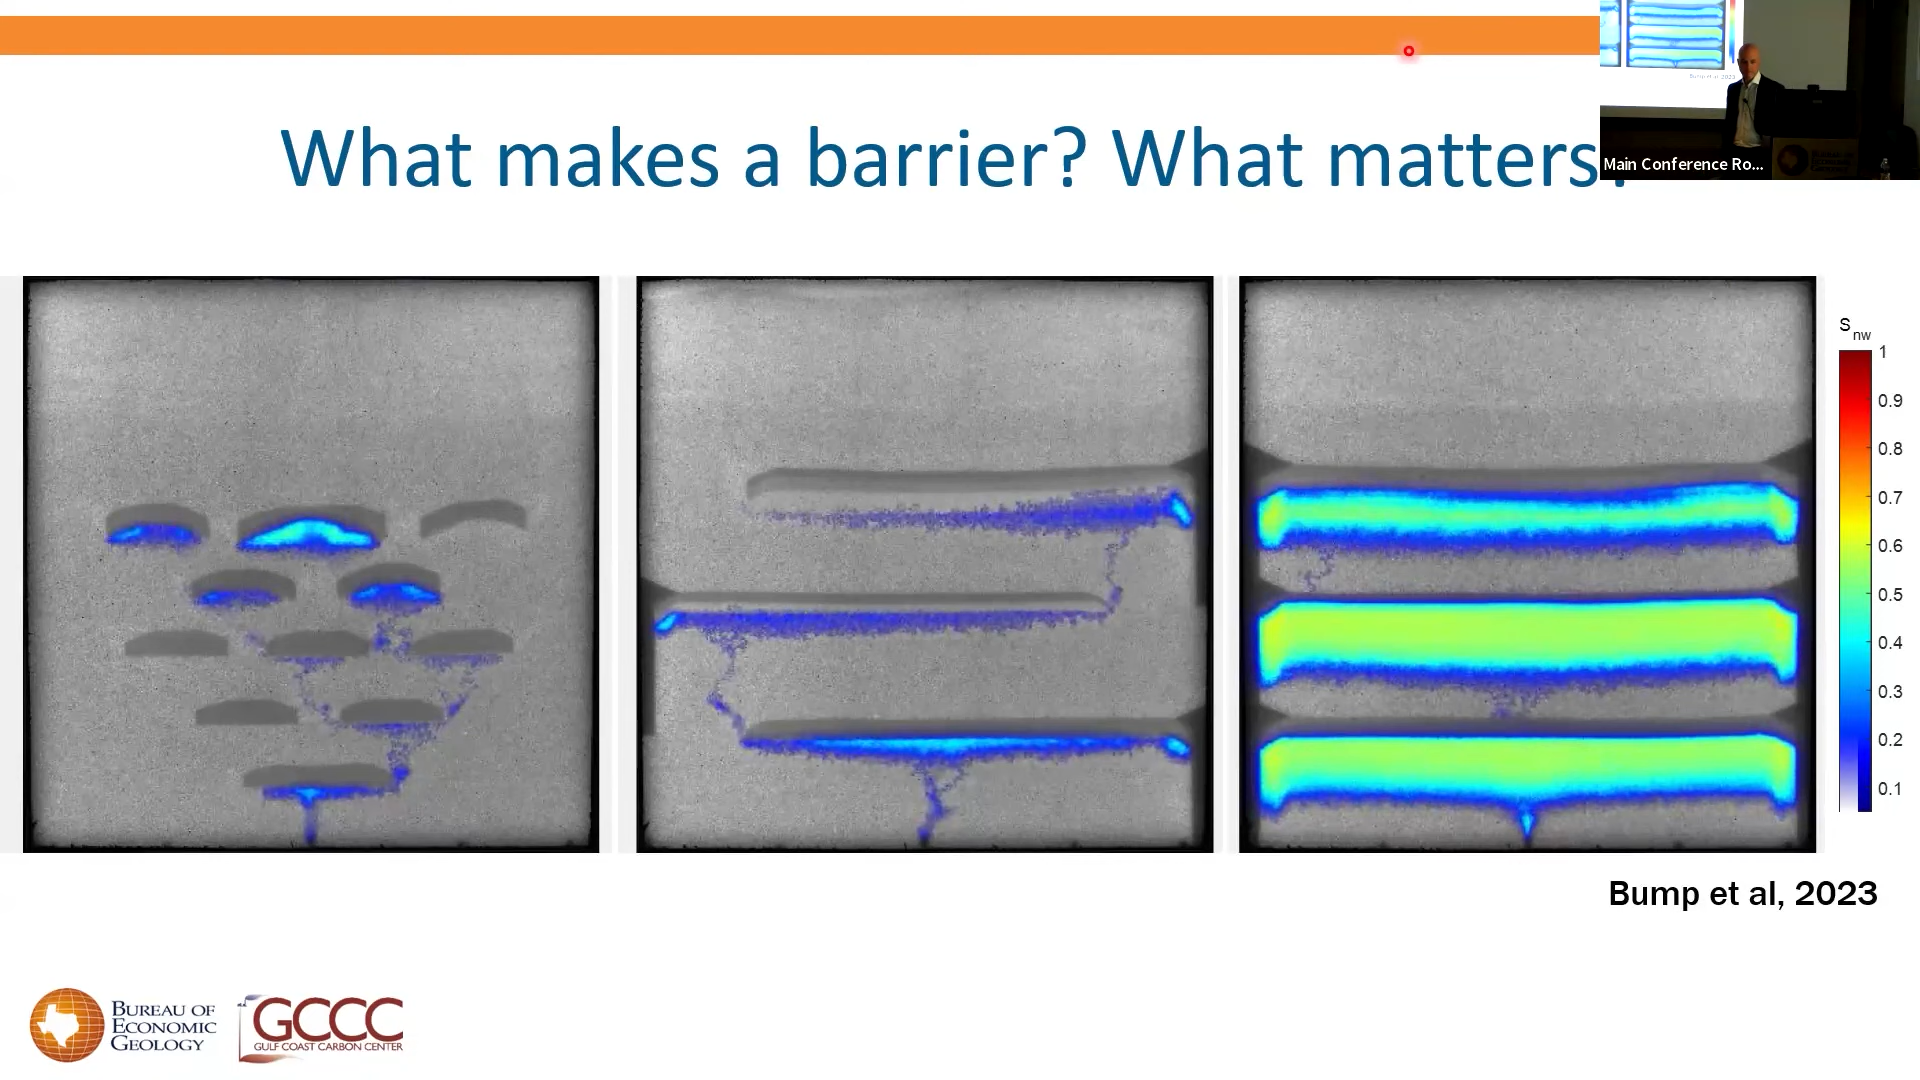 What makes a barrier? What matters?
Main Conference Ro...
S
nw
1
0.9
0.8
0.7
0.6
0.5
0.4
0.3
0.2
0.1
Bump et al, 2023
BUREAU OF
ECONOMIC
GEOLOGY
GCCC
GULF COAST CARBON CENTER